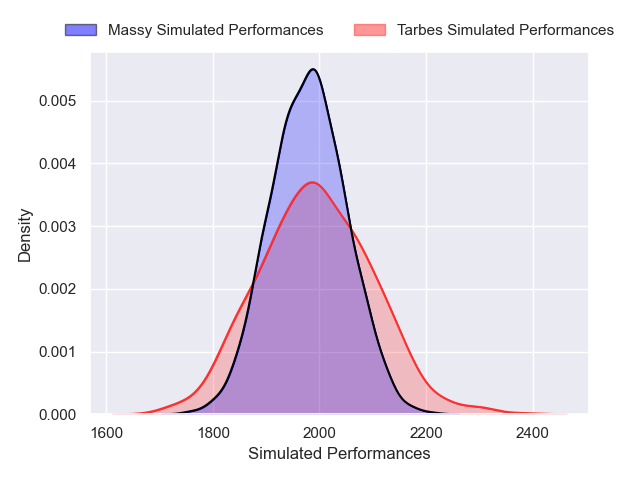 Massy Simulated Performances Tarbes Simulated Performances
0.005
0.004
0.003
0.002
0.001
0.000
Density
1600 1800 2000 2200 2400
Simulated Performances